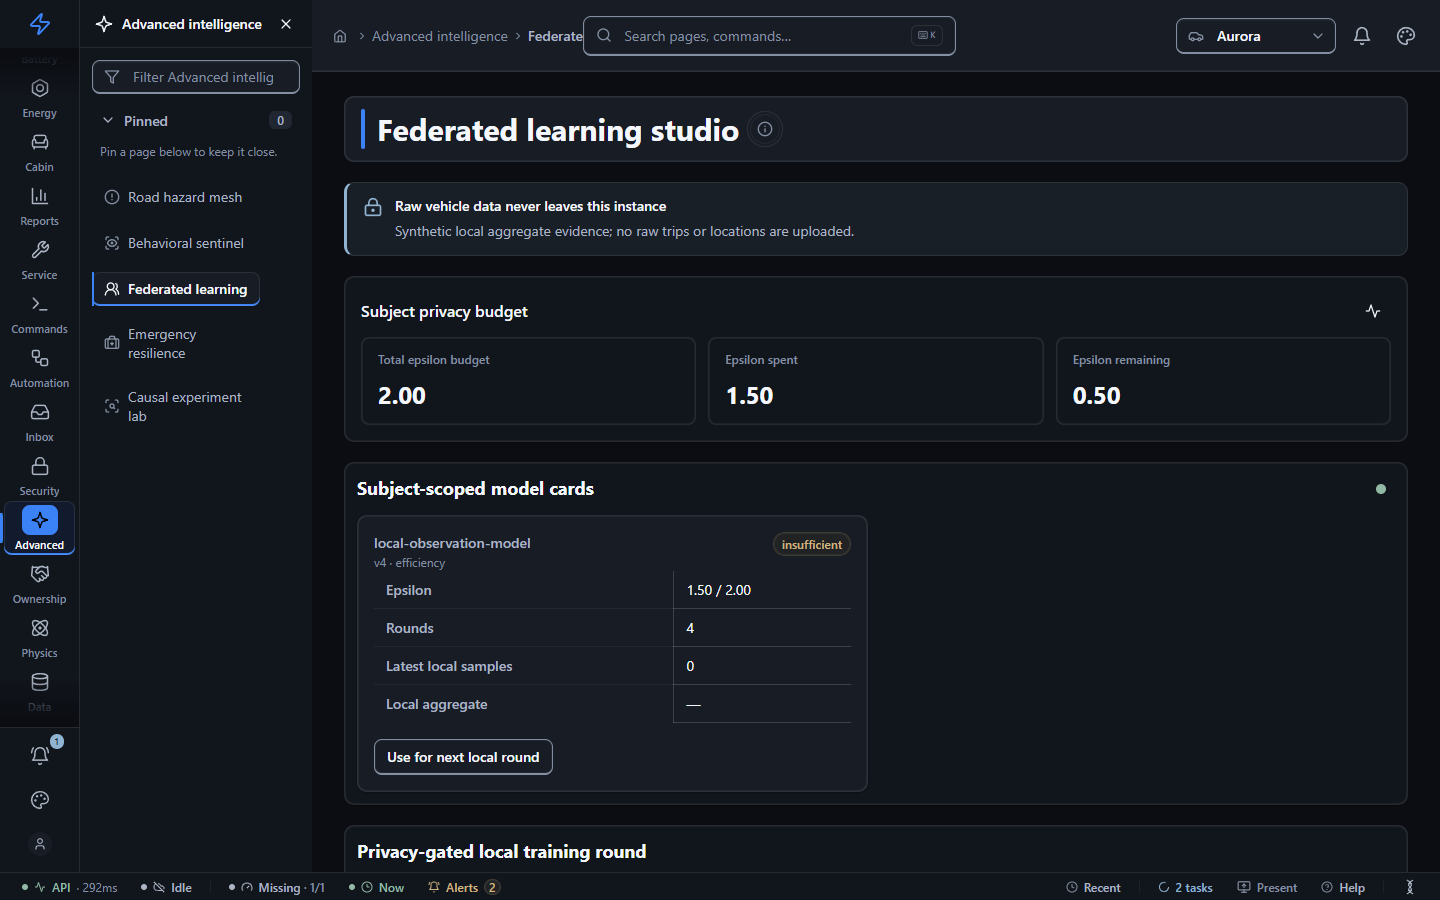 Advanced intelligence
Advanced intelligence
Federate
Search pages, commands...
K
Aurora
Battery
Energy
Cabin
Reports
Service
Commands
Automation
Inbox
Security
Advanced
Ownership
Physics
Data
1
Filter Advanced intellig
Pinned
0
Pin a page below to keep it close.
Road hazard mesh
Behavioral sentinel
Federated learning
Emergency
resilience
Causal experiment
lab
Federated learning studio
Raw vehicle data never leaves this instance
Synthetic local aggregate evidence; no raw trips or locations are uploaded.
Subject privacy budget
Total epsilon budget
2.00
Epsilon spent
1.50
Epsilon remaining
0.50
Subject-scoped model cards
local-observation-model
insufficient
v4 · efficiency
Epsilon
1.50 / 2.00
Rounds
4
Latest local samples
0
Local aggregate
—
Use for next local round
Privacy-gated local training round
API · 292ms
Idle
Missing · 1/1
Now
Alerts 2
Recent
2 tasks
Present
Help